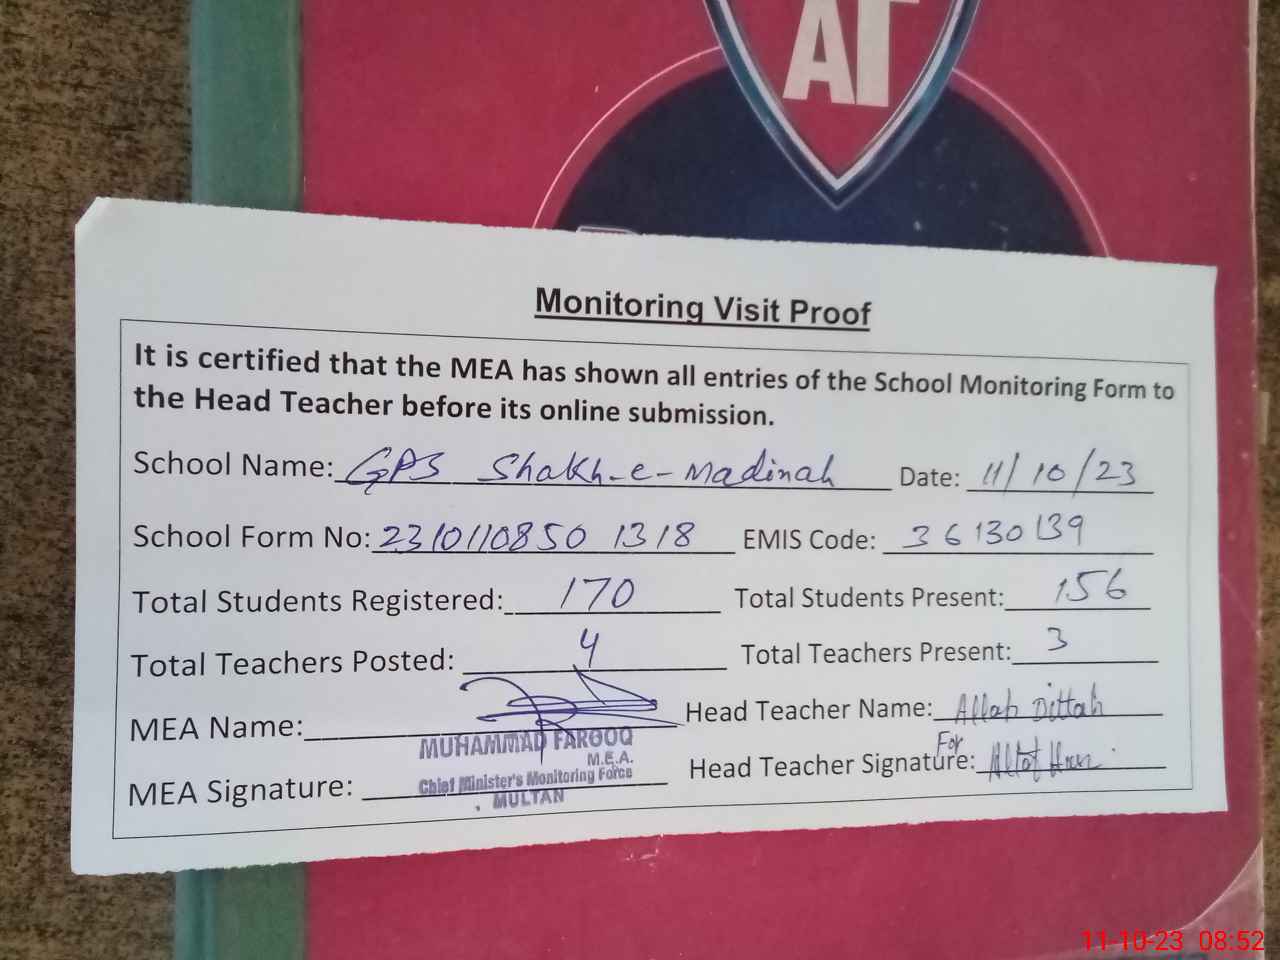 AT
Monitoring Visit Proof
It is certified that the MEA has shown all entries of the School Monitoring Form to
the Head Teacher before its online submission.
School Name: GPS Shakh-e-Madinah Date: 11/10/23
School Form No: 2310110850 1318 EMIS Code: 36130139
Total Students Registered: 170 Total Students Present: 156
Total Teachers Posted: 4 Total Teachers Present: 3
MEA Name: Head Teacher Name: Allah Dittah
MUHAMMAD FAROOQ
M.E.A.
Chief Minister's Monitoring Force
MULTAN
MEA Signature: Head Teacher Signature: For Altaf
11-10-23 08:52